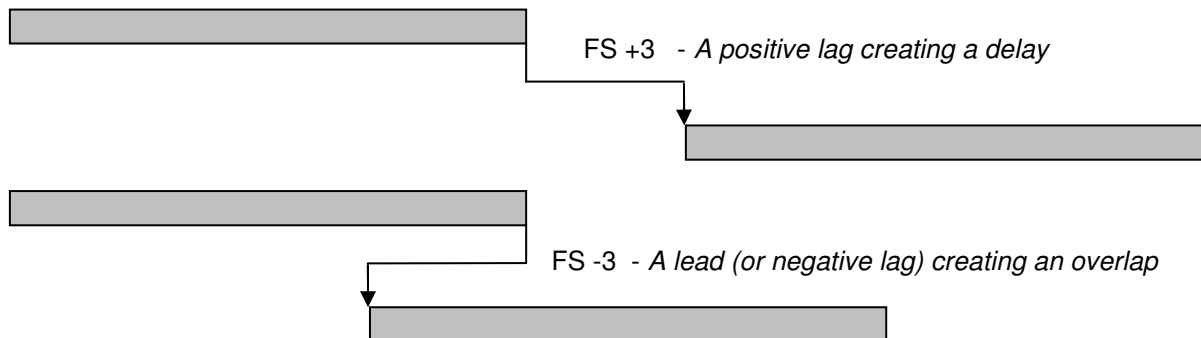 FS +3 - A positive lag creating a delay
FS -3 - A lead (or negative lag) creating an overlap